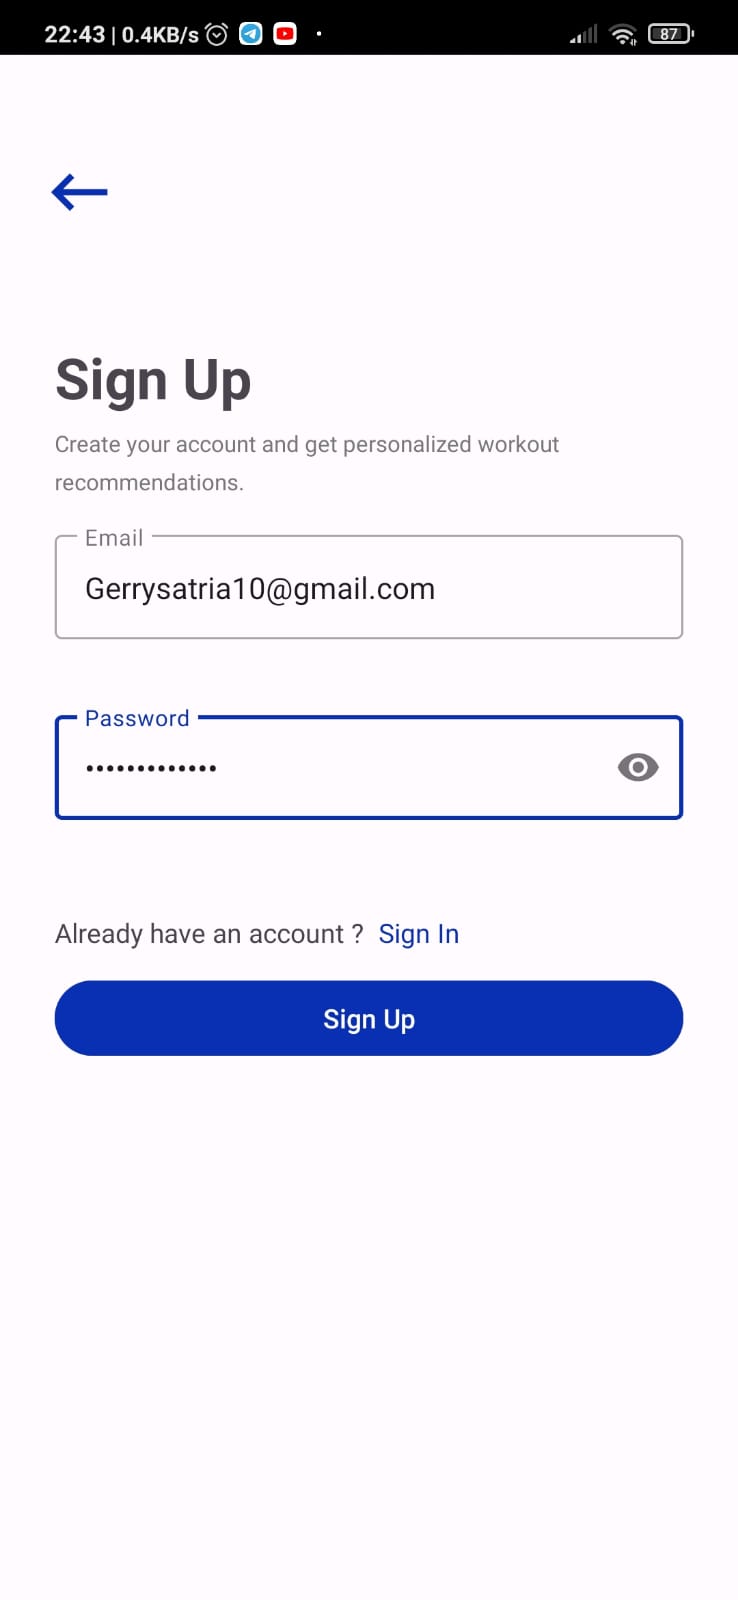 22:43 | 0.4KB/s
87
Sign Up
Create your account and get personalized workout
recommendations.
Email
Gerrysatria10@gmail.com
Password
•••••••••••••
Already have an account ? Sign In
Sign Up